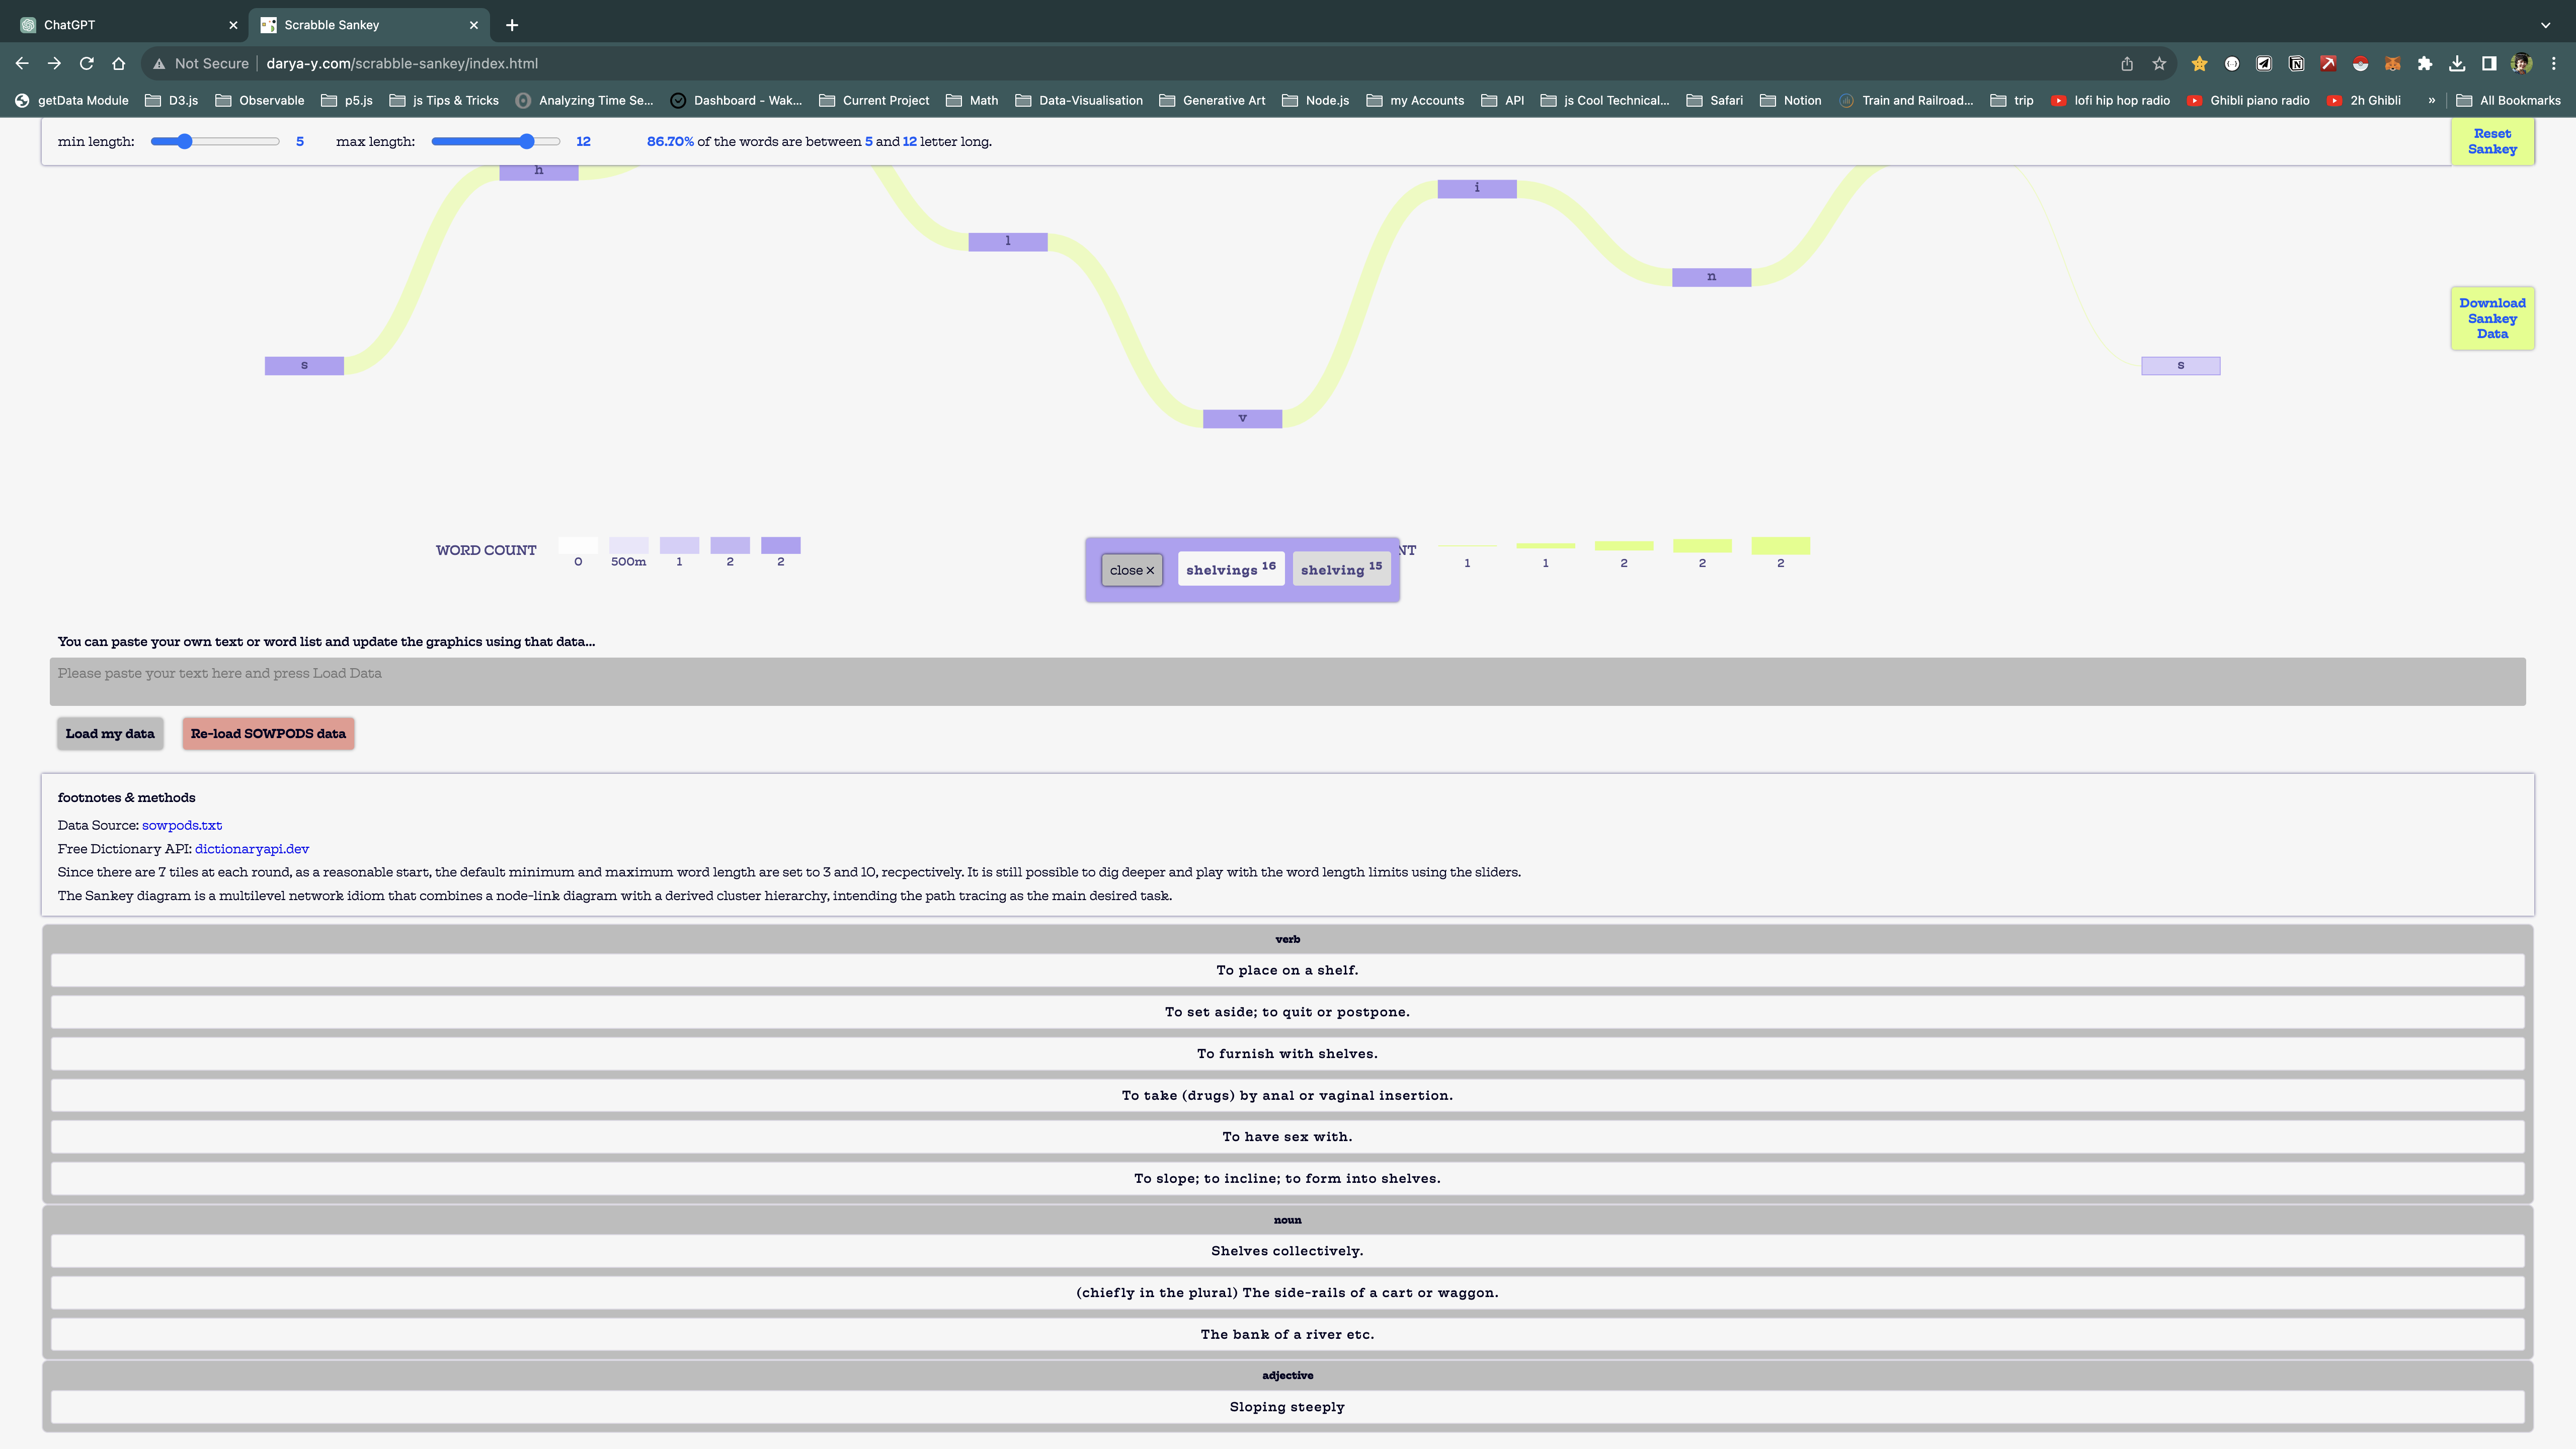 ChatGPT
Scrabble Sankey
Not Secure | darya-y.com/scrabble-sankey/index.html
getData Module D3.js Observable p5.js js Tips & Tricks Analyzing Time Se... Dashboard - Wak... Current Project Math Data-Visualisation Generative Art Node.js my Accounts API js Cool Technical... Safari Notion Train and Railroad... trip lofi hip hop radio Ghibli piano radio 2h Ghibli » All Bookmarks
min length: 5 max length: 12 86.70% of the words are between 5 and 12 letter long.
Reset
Sankey
h
i
l
n
Download
Sankey
Data
s
s
v
WORD COUNT
0 500m 1 2 2
close × shelvings 16 shelving 15
NT
1 1 2 2 2
You can paste your own text or word list and update the graphics using that data...
Please paste your text here and press Load Data
Load my data Re-load SOWPODS data
footnotes & methods
Data Source: sowpods.txt
Free Dictionary API: dictionaryapi.dev
Since there are 7 tiles at each round, as a reasonable start, the default minimum and maximum word length are set to 3 and 10, recpectively. It is still possible to dig deeper and play with the word length limits using the sliders.
The Sankey diagram is a multilevel network idiom that combines a node-link diagram with a derived cluster hierarchy, intending the path tracing as the main desired task.
verb
To place on a shelf.
To set aside; to quit or postpone.
To furnish with shelves.
To take (drugs) by anal or vaginal insertion.
To have sex with.
To slope; to incline; to form into shelves.
noun
Shelves collectively.
(chiefly in the plural) The side-rails of a cart or waggon.
The bank of a river etc.
adjective
Sloping steeply